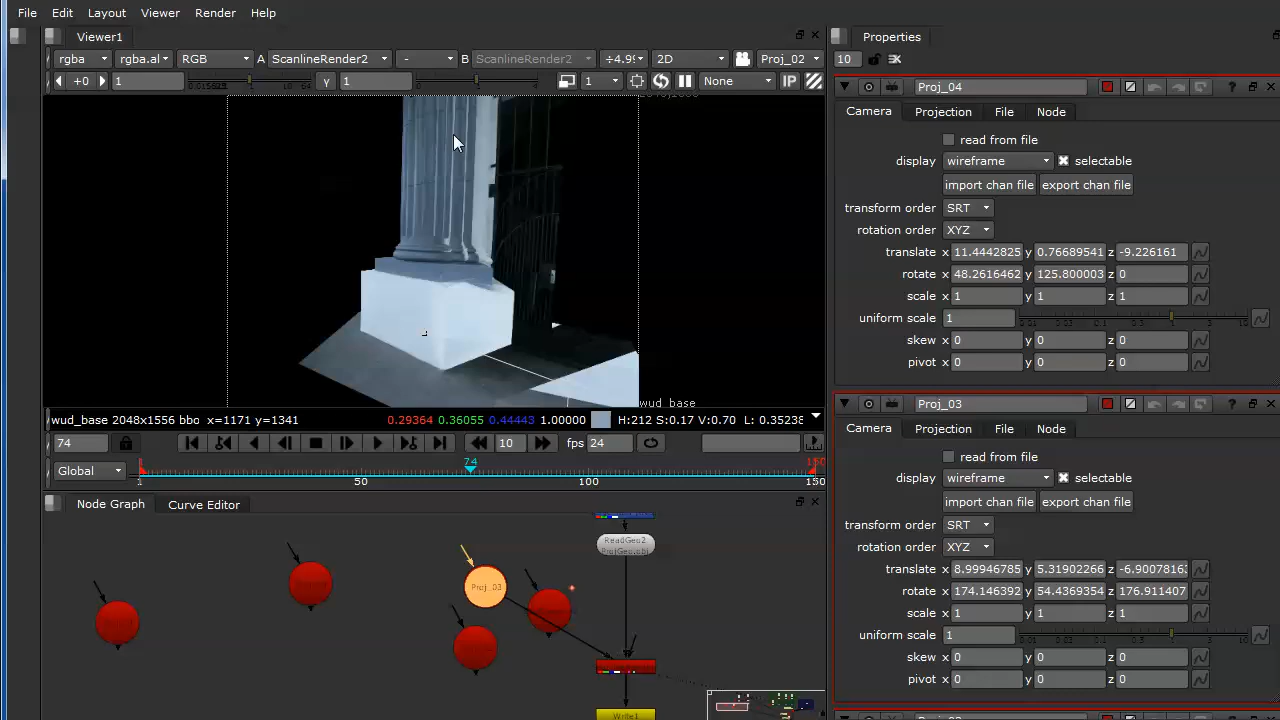 File Edit Layout Viewer Render Help
Viewer1
Properties
rgba rgba.al RGB A ScanlineRender2 - B ScanlineRender2 ÷4.9 2D Proj_02
10
+0 1 γ 1 1 None IP
Proj_04
Camera Projection File Node
read from file
display wireframe selectable
import chan file export chan file
transform order SRT
rotation order XYZ
translate x 11.4442825 y 0.76689541 z -9.226161
rotate x 48.2616462 y 125.800003 z 0
scale x 1 y 1 z 1
uniform scale 1
skew x 0 y 0 z 0
pivot x 0 y 0 z 0
wud_base
wud_base 2048x1556 bbo x=1171 y=1341 0.29364 0.36055 0.44443 1.00000 H:212 S:0.17 V:0.70 L: 0.35238
74 10 fps 24
Global 1 50 74 100 150 150
Proj_03
Camera Projection File Node
read from file
display wireframe selectable
import chan file export chan file
transform order SRT
rotation order XYZ
translate x 8.99946785 y 5.31902266 z -6.9007816
rotate x 174.146392 y 54.4369354 z 176.911407
scale x 1 y 1 z 1
uniform scale 1
skew x 0 y 0 z 0
pivot x 0 y 0 z 0
Node Graph Curve Editor
ReadGeo2
ProjGeo.obj
Proj_03
Write1